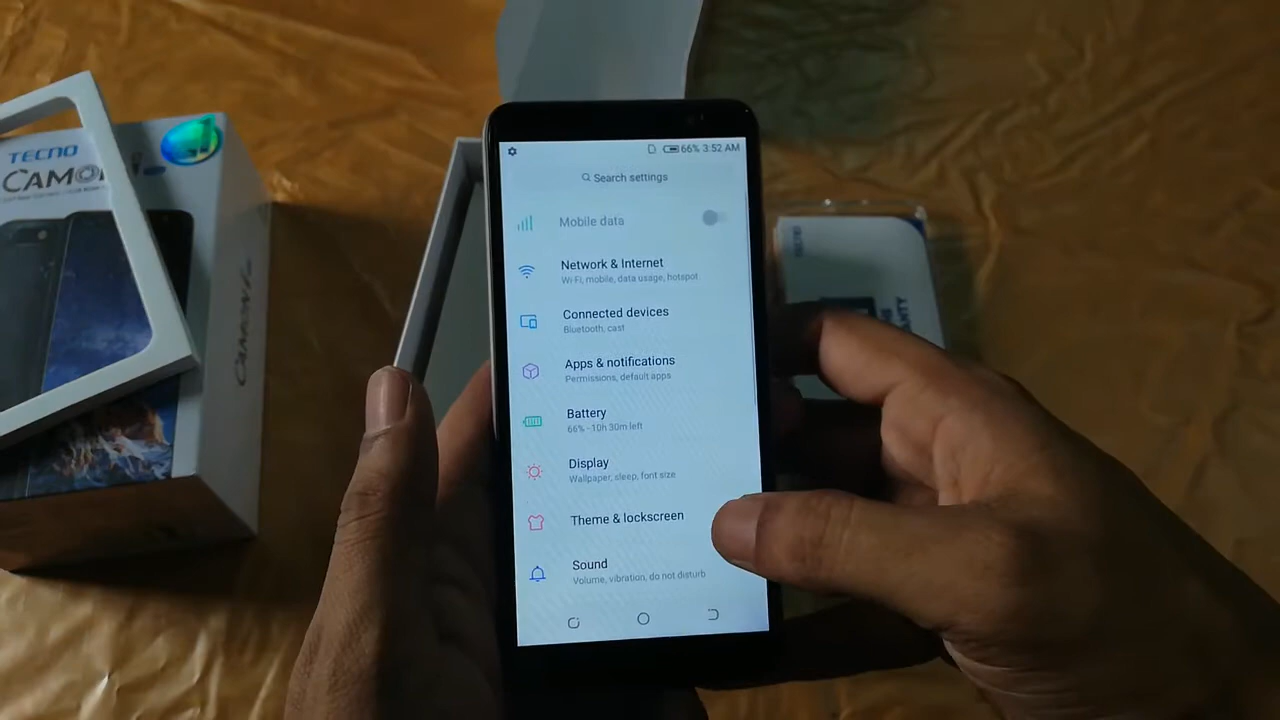 TECNO
CAMO
CAMON
66% 3:52 AM
Search settings
Mobile data
Network & Internet
Wi-Fi, mobile, data usage, hotspot
Connected devices
Bluetooth, cast
Apps & notifications
Permissions, default apps
Battery
66% - 10h 30m left
Display
Wallpaper, sleep, font size
Theme & lockscreen
Sound
Volume, vibration, do not disturb